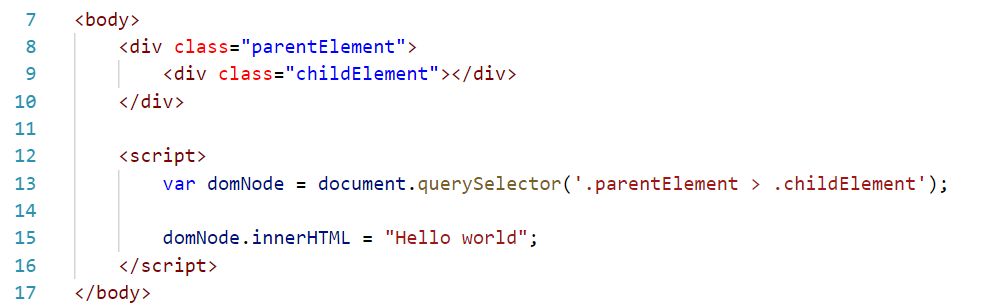 7 <body>
8 <div class="parentElement">
9 <div class="childElement"></div>
10 </div>
11
12 <script>
13 var domNode = document.querySelector('.parentElement > .childElement');
14
15 domNode.innerHTML = "Hello world";
16 </script>
17 </body>